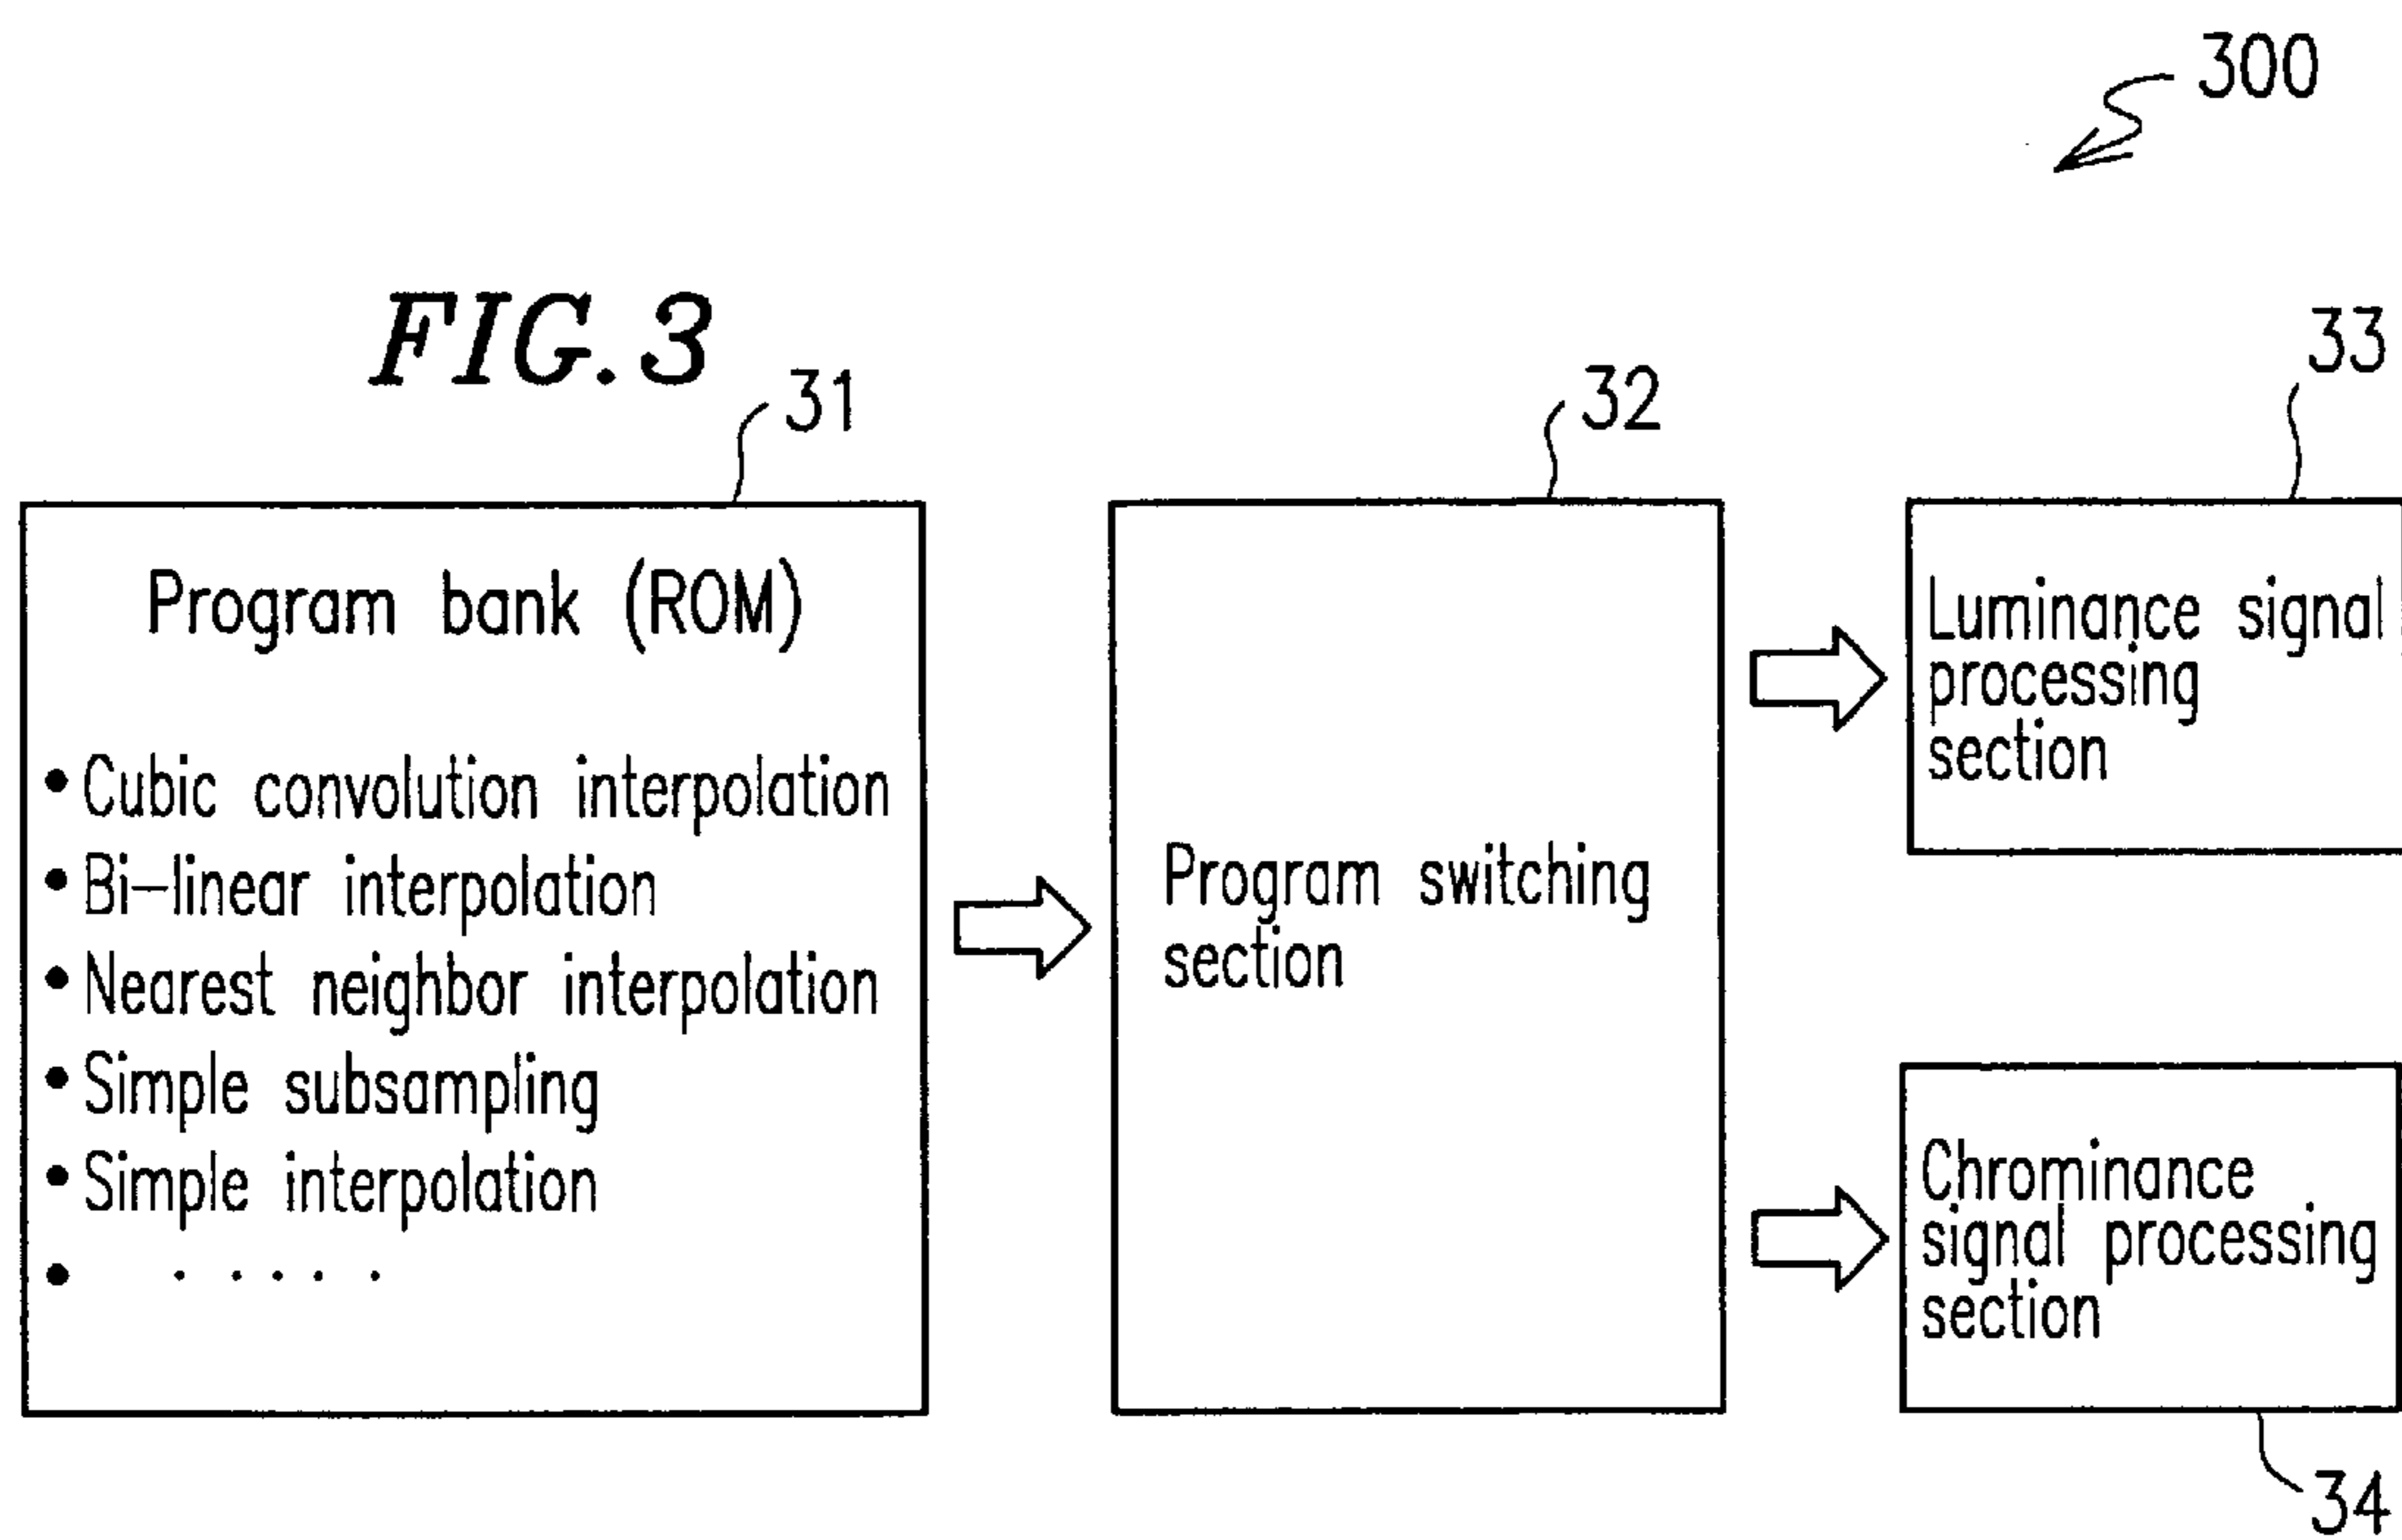 300
FIG.3
31
32
33
Program bank (ROM)
• Cubic convolution interpolation
• Bi-linear interpolation
• Nearest neighbor interpolation
• Simple subsampling
• Simple interpolation
• . . . . .
Program switching
section
Luminance signal
processing
section
Chrominance
signal processing
section
34